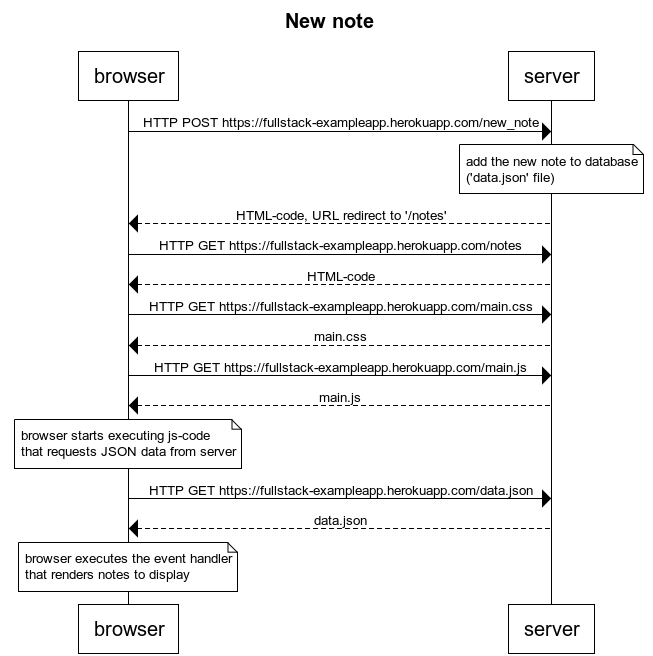 New note
browser
server
HTTP POST https://fullstack-exampleapp.herokuapp.com/new_note
add the new note to database
('data.json' file)
HTML-code, URL redirect to '/notes'
HTTP GET https://fullstack-exampleapp.herokuapp.com/notes
HTML-code
HTTP GET https://fullstack-exampleapp.herokuapp.com/main.css
main.css
HTTP GET https://fullstack-exampleapp.herokuapp.com/main.js
main.js
browser starts executing js-code
that requests JSON data from server
HTTP GET https://fullstack-exampleapp.herokuapp.com/data.json
data.json
browser executes the event handler
that renders notes to display
browser
server